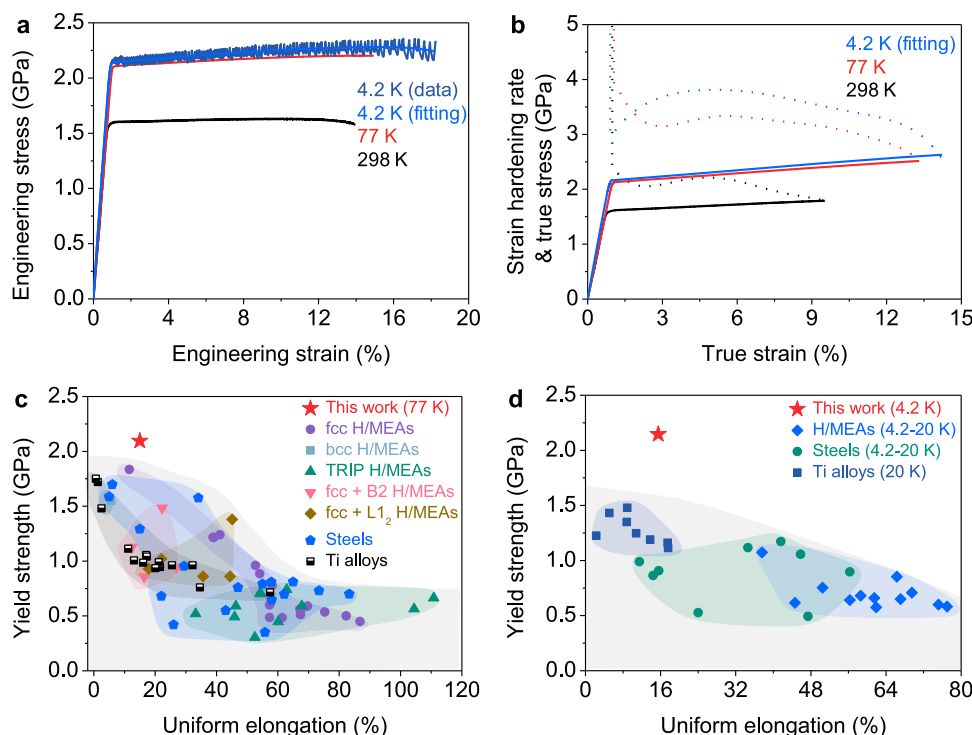 a
Engineering stress (GPa)
2.5
2.0
1.5
1.0
0.5
0.0
4.2 K (data)
4.2 K (fitting)
77 K
298 K
0 4 8 12 16 20
Engineering strain (%)
b
Strain hardening rate
& true stress (GPa)
5
4
3
2
1
0
4.2 K (fitting)
77 K
298 K
0 3 6 9 12 15
True strain (%)
c
Yield strength (GPa)
2.5
2.0
1.5
1.0
0.5
0.0
This work (77 K)
fcc H/MEAs
bcc H/MEAs
TRIP H/MEAs
fcc + B2 H/MEAs
fcc + L1₂ H/MEAs
Steels
Ti alloys
0 20 40 60 80 100 120
Uniform elongation (%)
d
Yield strength (GPa)
2.5
2.0
1.5
1.0
0.5
0.0
This work (4.2 K)
H/MEAs (4.2-20 K)
Steels (4.2-20 K)
Ti alloys (20 K)
0 16 32 48 64 80
Uniform elongation (%)